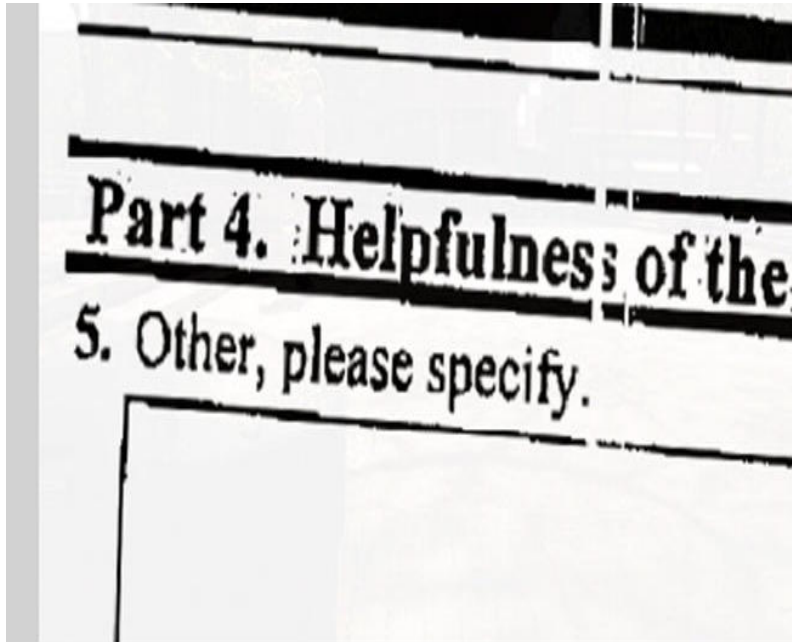 Part 4. Helpfulness of the
5. Other, please specify.